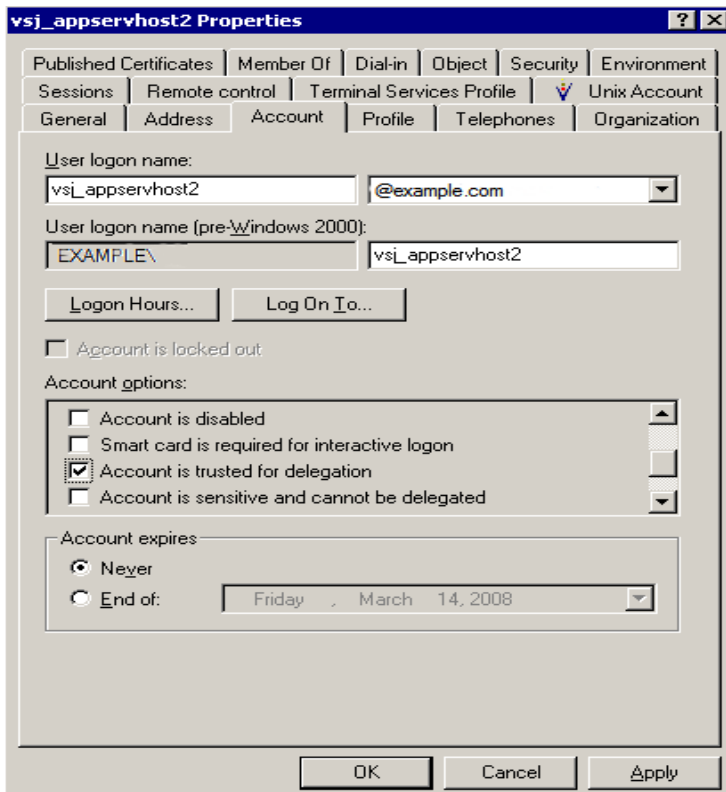 vsj_appservhost2 Properties
Published Certificates Member Of Dial-in Object Security Environment
Sessions Remote control Terminal Services Profile Unix Account
General Address Account Profile Telephones Organization
User logon name:
vsj_appservhost2 @example.com
User logon name (pre-Windows 2000):
EXAMPLE\ vsj_appservhost2
Logon Hours... Log On To...
Account is locked out
Account options:
Account is disabled
Smart card is required for interactive logon
Account is trusted for delegation
Account is sensitive and cannot be delegated
Account expires
Never
End of: Friday , March 14, 2008
OK Cancel Apply